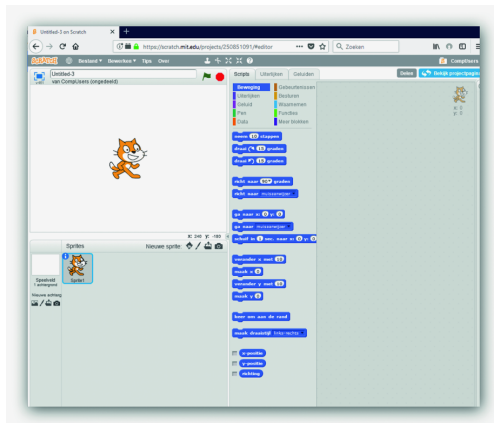 Untitled-3 on Scratch
https://scratch.mit.edu/projects/250851091/#editor
Zoeken
SCRATCH Bestand Bewerken Tips Over
CompUsers
Untitled-3
van CompUsers (ongedeeld)
Scripts Uiterlijken Geluiden
Delen Bekijk projectpagina
Beweging Gebeurtenissen
Uiterlijken Besturen
Geluid Waarnemen
Pen Functies
Data Meer blokken
x: 0
y: 0
neem 10 stappen
draai 15 graden
draai 15 graden
richt naar 90 graden
richt naar muisaanwijzer
ga naar x: 0 y: 0
ga naar muisaanwijzer
schuif in 1 sec. naar x: 0 y: 0
verander x met 10
maak x 0
verander y met 10
maak y 0
keer om aan de rand
maak draaistijl links-rechts
x-positie
y-positie
richting
x: 240 y: -180
Sprites Nieuwe sprite:
Speelveld
1 achtergrond
Sprite1
Nieuwe achterg